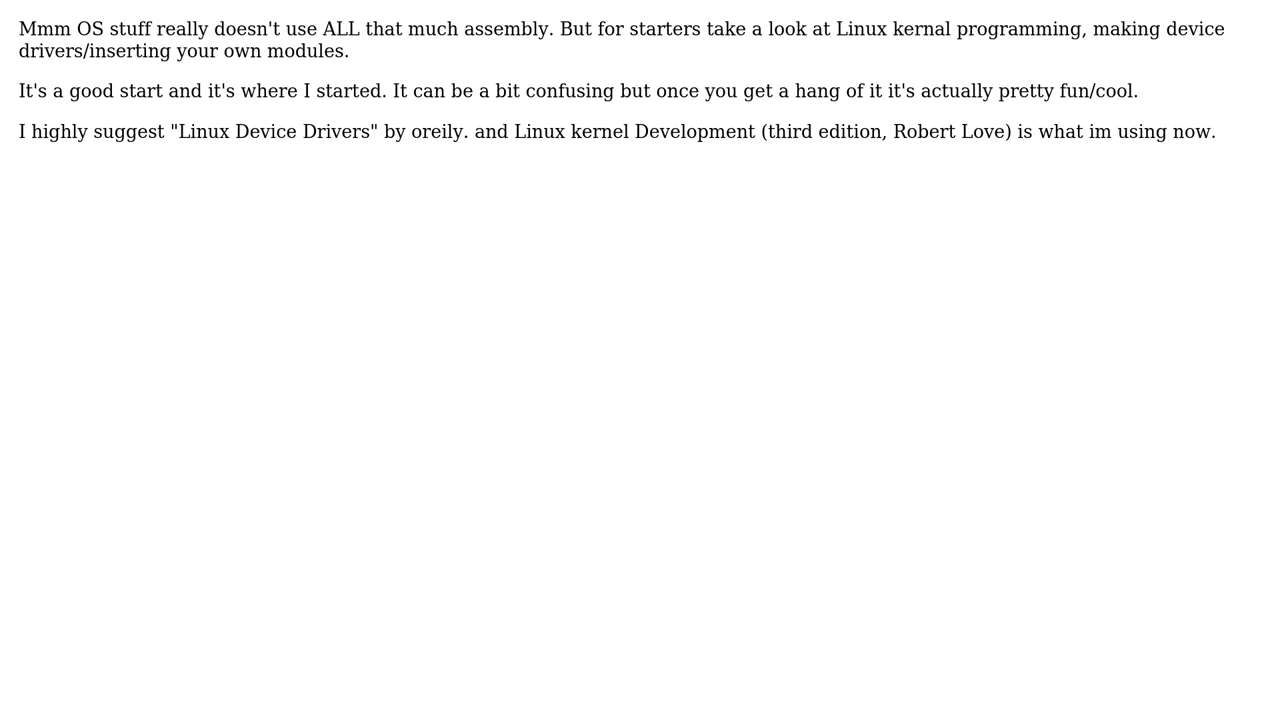 Mmm OS stuff really doesn't use ALL that much assembly. But for starters take a look at Linux kernal programming, making device
drivers/inserting your own modules.
It's a good start and it's where I started. It can be a bit confusing but once you get a hang of it it's actually pretty fun/cool.
I highly suggest "Linux Device Drivers" by oreily. and Linux kernel Development (third edition, Robert Love) is what im using now.